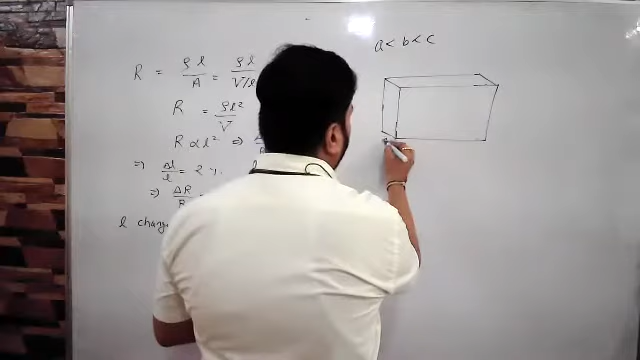 R = ρl / A = ρl / V/l
R = ρl² / V
R ∝ l² ⇒
⇒ Δl / l = 2 %
⇒ ΔR / R
l chang
a < b < c